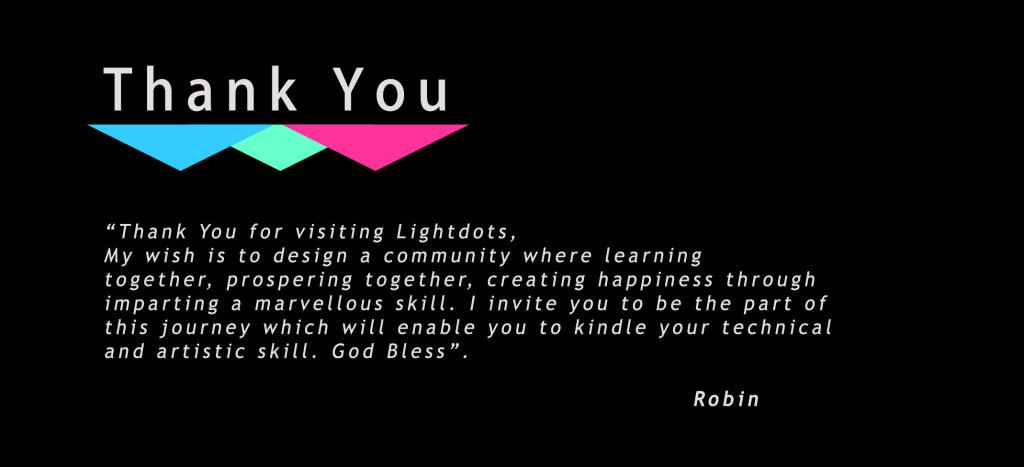 Thank You
“Thank You for visiting Lightdots,
My wish is to design a community where learning
together, prospering together, creating happiness through
imparting a marvellous skill. I invite you to be the part of
this journey which will enable you to kindle your technical
and artistic skill. God Bless”.
Robin